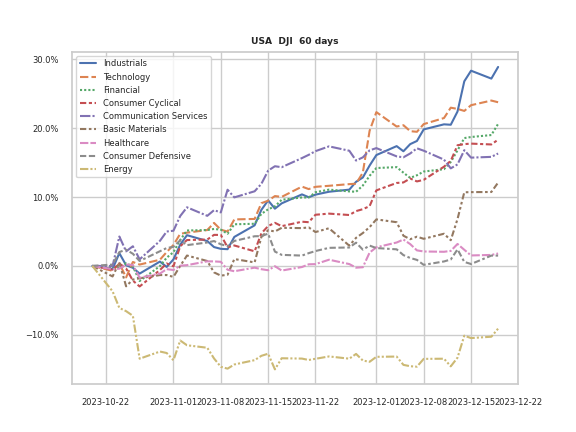 USA  DJI  60 days
30.0%
20.0%
10.0%
0.0%
−10.0%
Industrials
Technology
Financial
Consumer Cyclical
Communication Services
Basic Materials
Healthcare
Consumer Defensive
Energy
2023-10-22
2023-11-01
2023-11-08
2023-11-15
2023-11-22
2023-12-01
2023-12-08
2023-12-15
2023-12-22